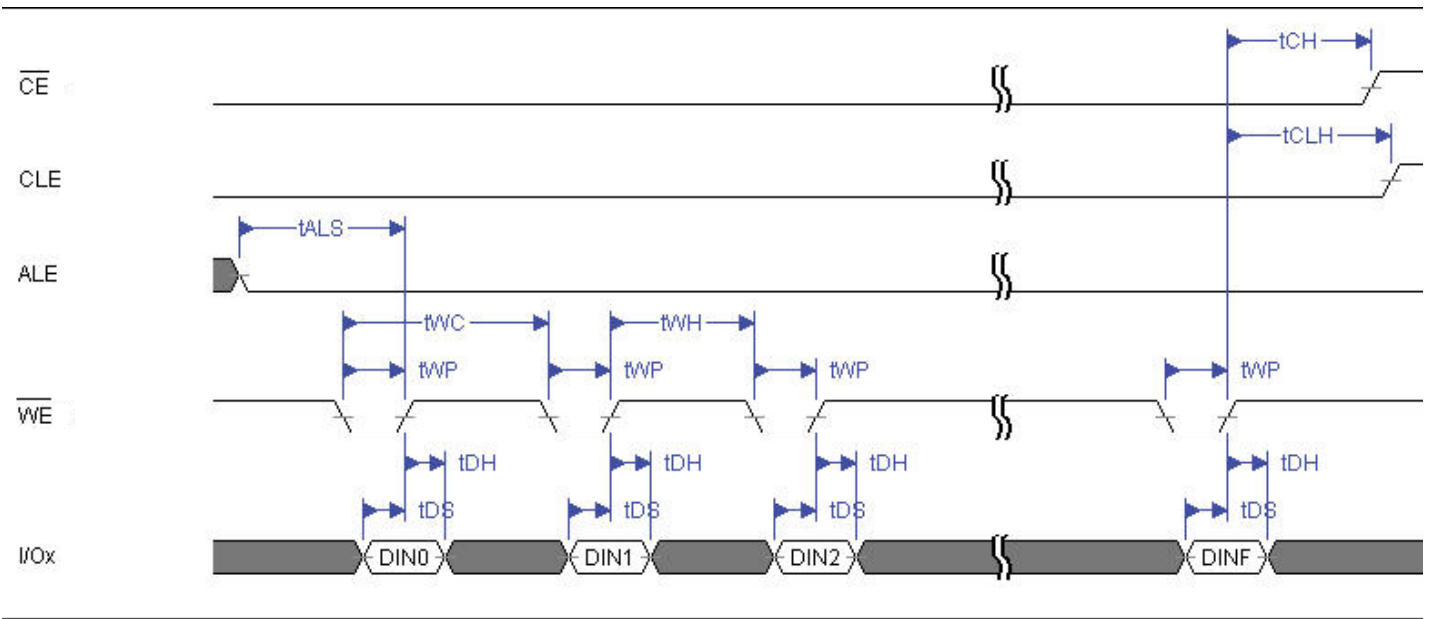 tCH
CE
tCLH
CLE
tALS
ALE
tWC
tWH
tWP
tWP
tWP
tWP
WE
tDH
tDH
tDH
tDH
tDS
tDS
tDS
tDS
I/Ox
DIN0
DIN1
DIN2
DINF